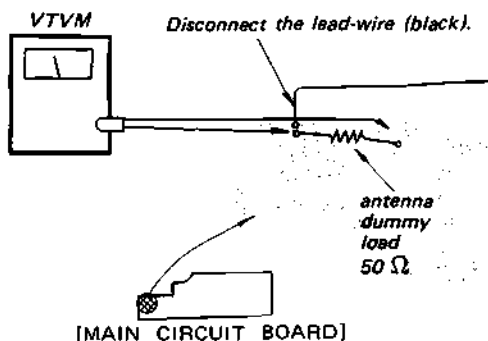 VTVM
Disconnect the lead-wire (black).
antenna
dummy
load
50 Ω
[MAIN CIRCUIT BOARD]